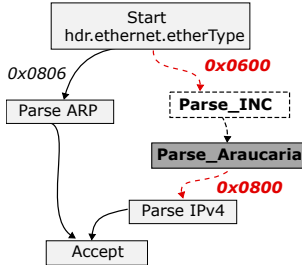 Start
hdr.ethernet.etherType
0x0806
0x0600
Parse ARP
Parse_INC
Parse_Araucaria
0x0800
Parse IPv4
Accept